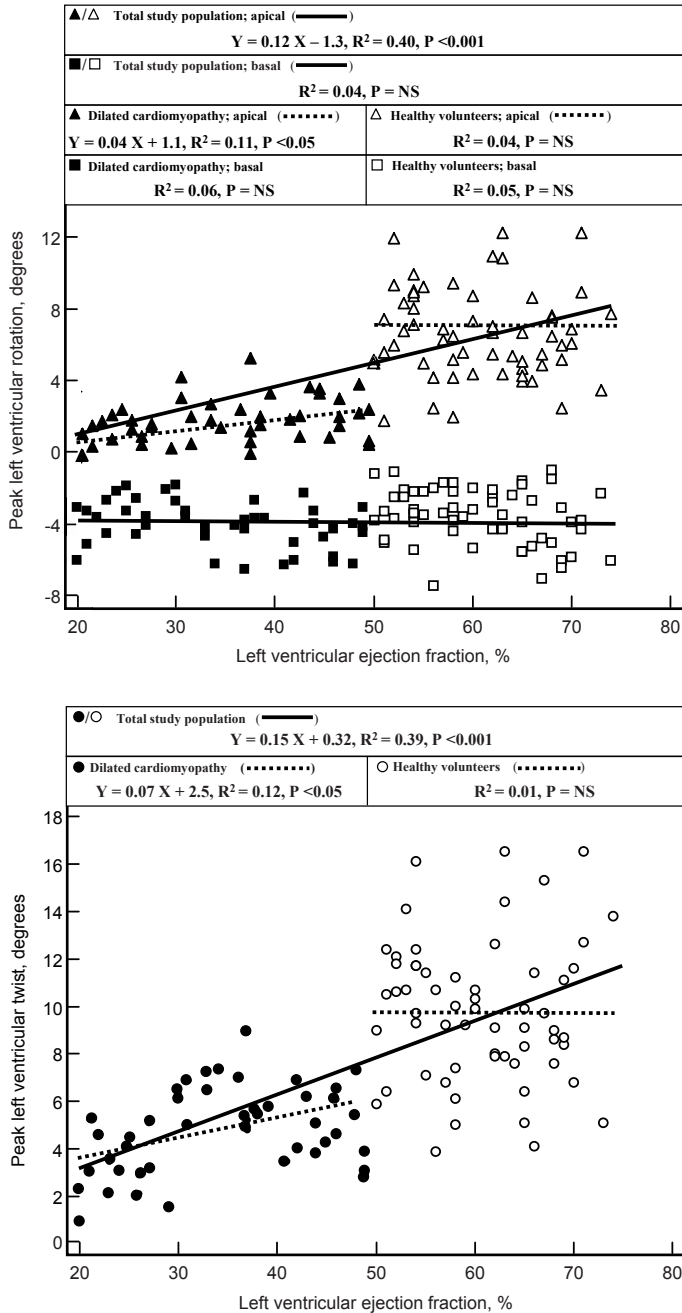 ▲/△ Total study population; apical ( )
Y = 0.12 X – 1.3, R² = 0.40, P <0.001
■/□ Total study population; basal ( )
R² = 0.04, P = NS
▲ Dilated cardiomyopathy; apical ( )
Y = 0.04 X + 1.1, R² = 0.11, P <0.05
△ Healthy volunteers; apical ( )
R² = 0.04, P = NS
■ Dilated cardiomyopathy; basal
R² = 0.06, P = NS
□ Healthy volunteers; basal
R² = 0.05, P = NS
Peak left ventricular rotation, degrees
12
8
4
0
-4
-8
20 30 40 50 60 70 80
Left ventricular ejection fraction, %
●/○ Total study population ( )
Y = 0.15 X + 0.32, R² = 0.39, P <0.001
● Dilated cardiomyopathy ( )
Y = 0.07 X + 2.5, R² = 0.12, P <0.05
○ Healthy volunteers ( )
R² = 0.01, P = NS
Peak left ventricular twist, degrees
18
16
14
12
10
8
6
4
2
0
20 30 40 50 60 70 80
Left ventricular ejection fraction, %